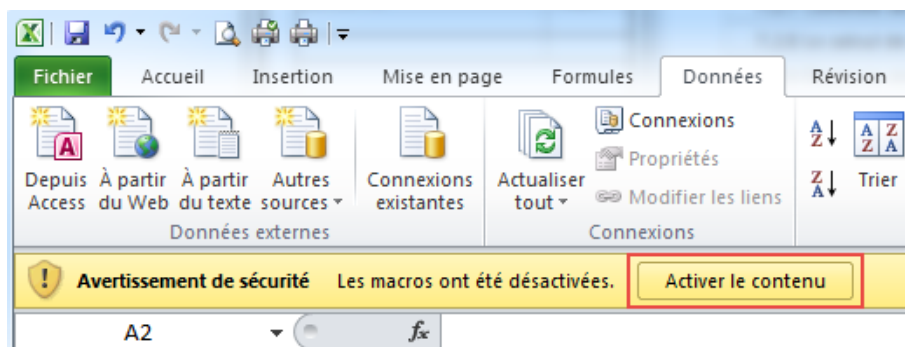 Fichier Accueil Insertion Mise en page Formules Données Révision
Depuis Access
À partir du Web
À partir du texte
Autres sources
Connexions existantes
Actualiser tout
Connexions
Propriétés
Modifier les liens
Trier
Données externes
Connexions
Avertissement de sécurité Les macros ont été désactivées. Activer le contenu
A2 fx